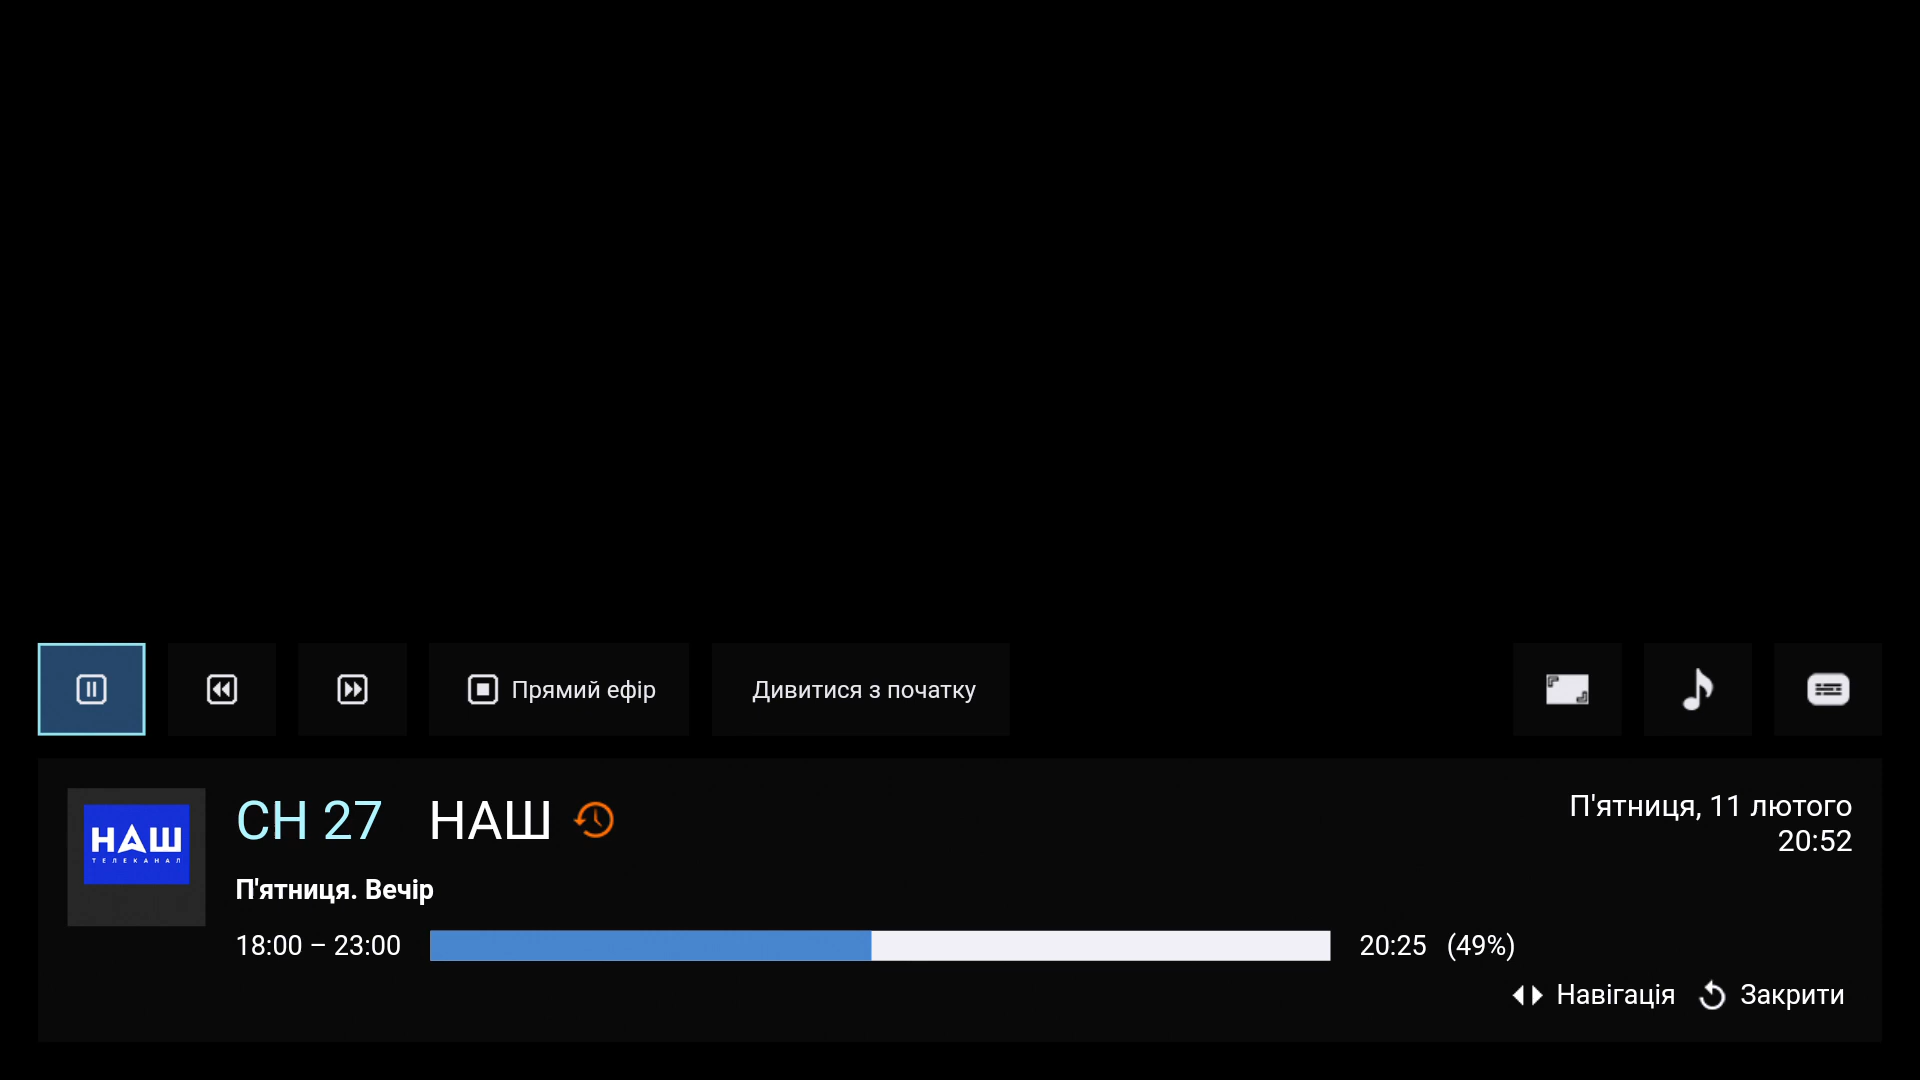 Прямий ефір
Дивитися з початку
НАШ
ТЕЛЕКАНАЛ
CH 27 НАШ
П'ятниця, 11 лютого
20:52
П'ятниця. Вечір
18:00 – 23:00
20:25 (49%)
Навігація
Закрити